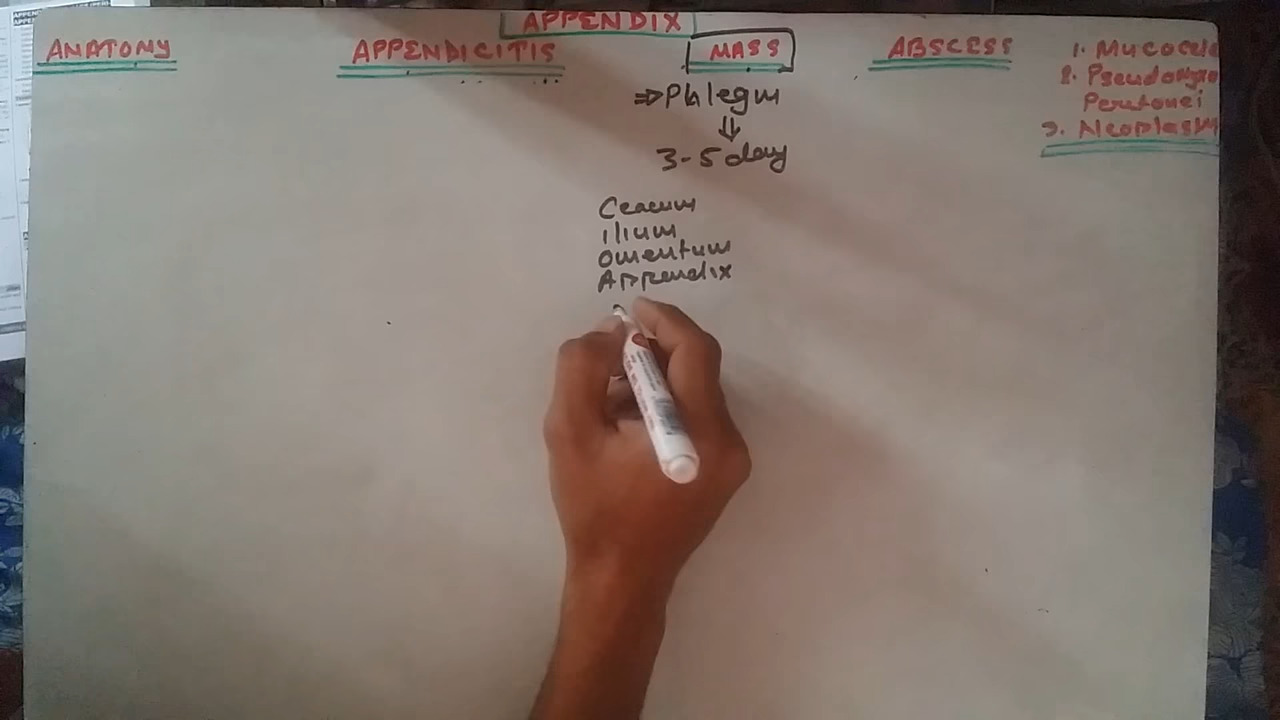 APPENDIX
ANATOMY
APPENDICITIS
MASS
⇒Phlegm
⇓
3-5 day
Ceacum
ilium
omentum
Appendix
ABSCESS
1. Mucocele
2. Pseudomyxo
Peretonei
3. Neoplasm